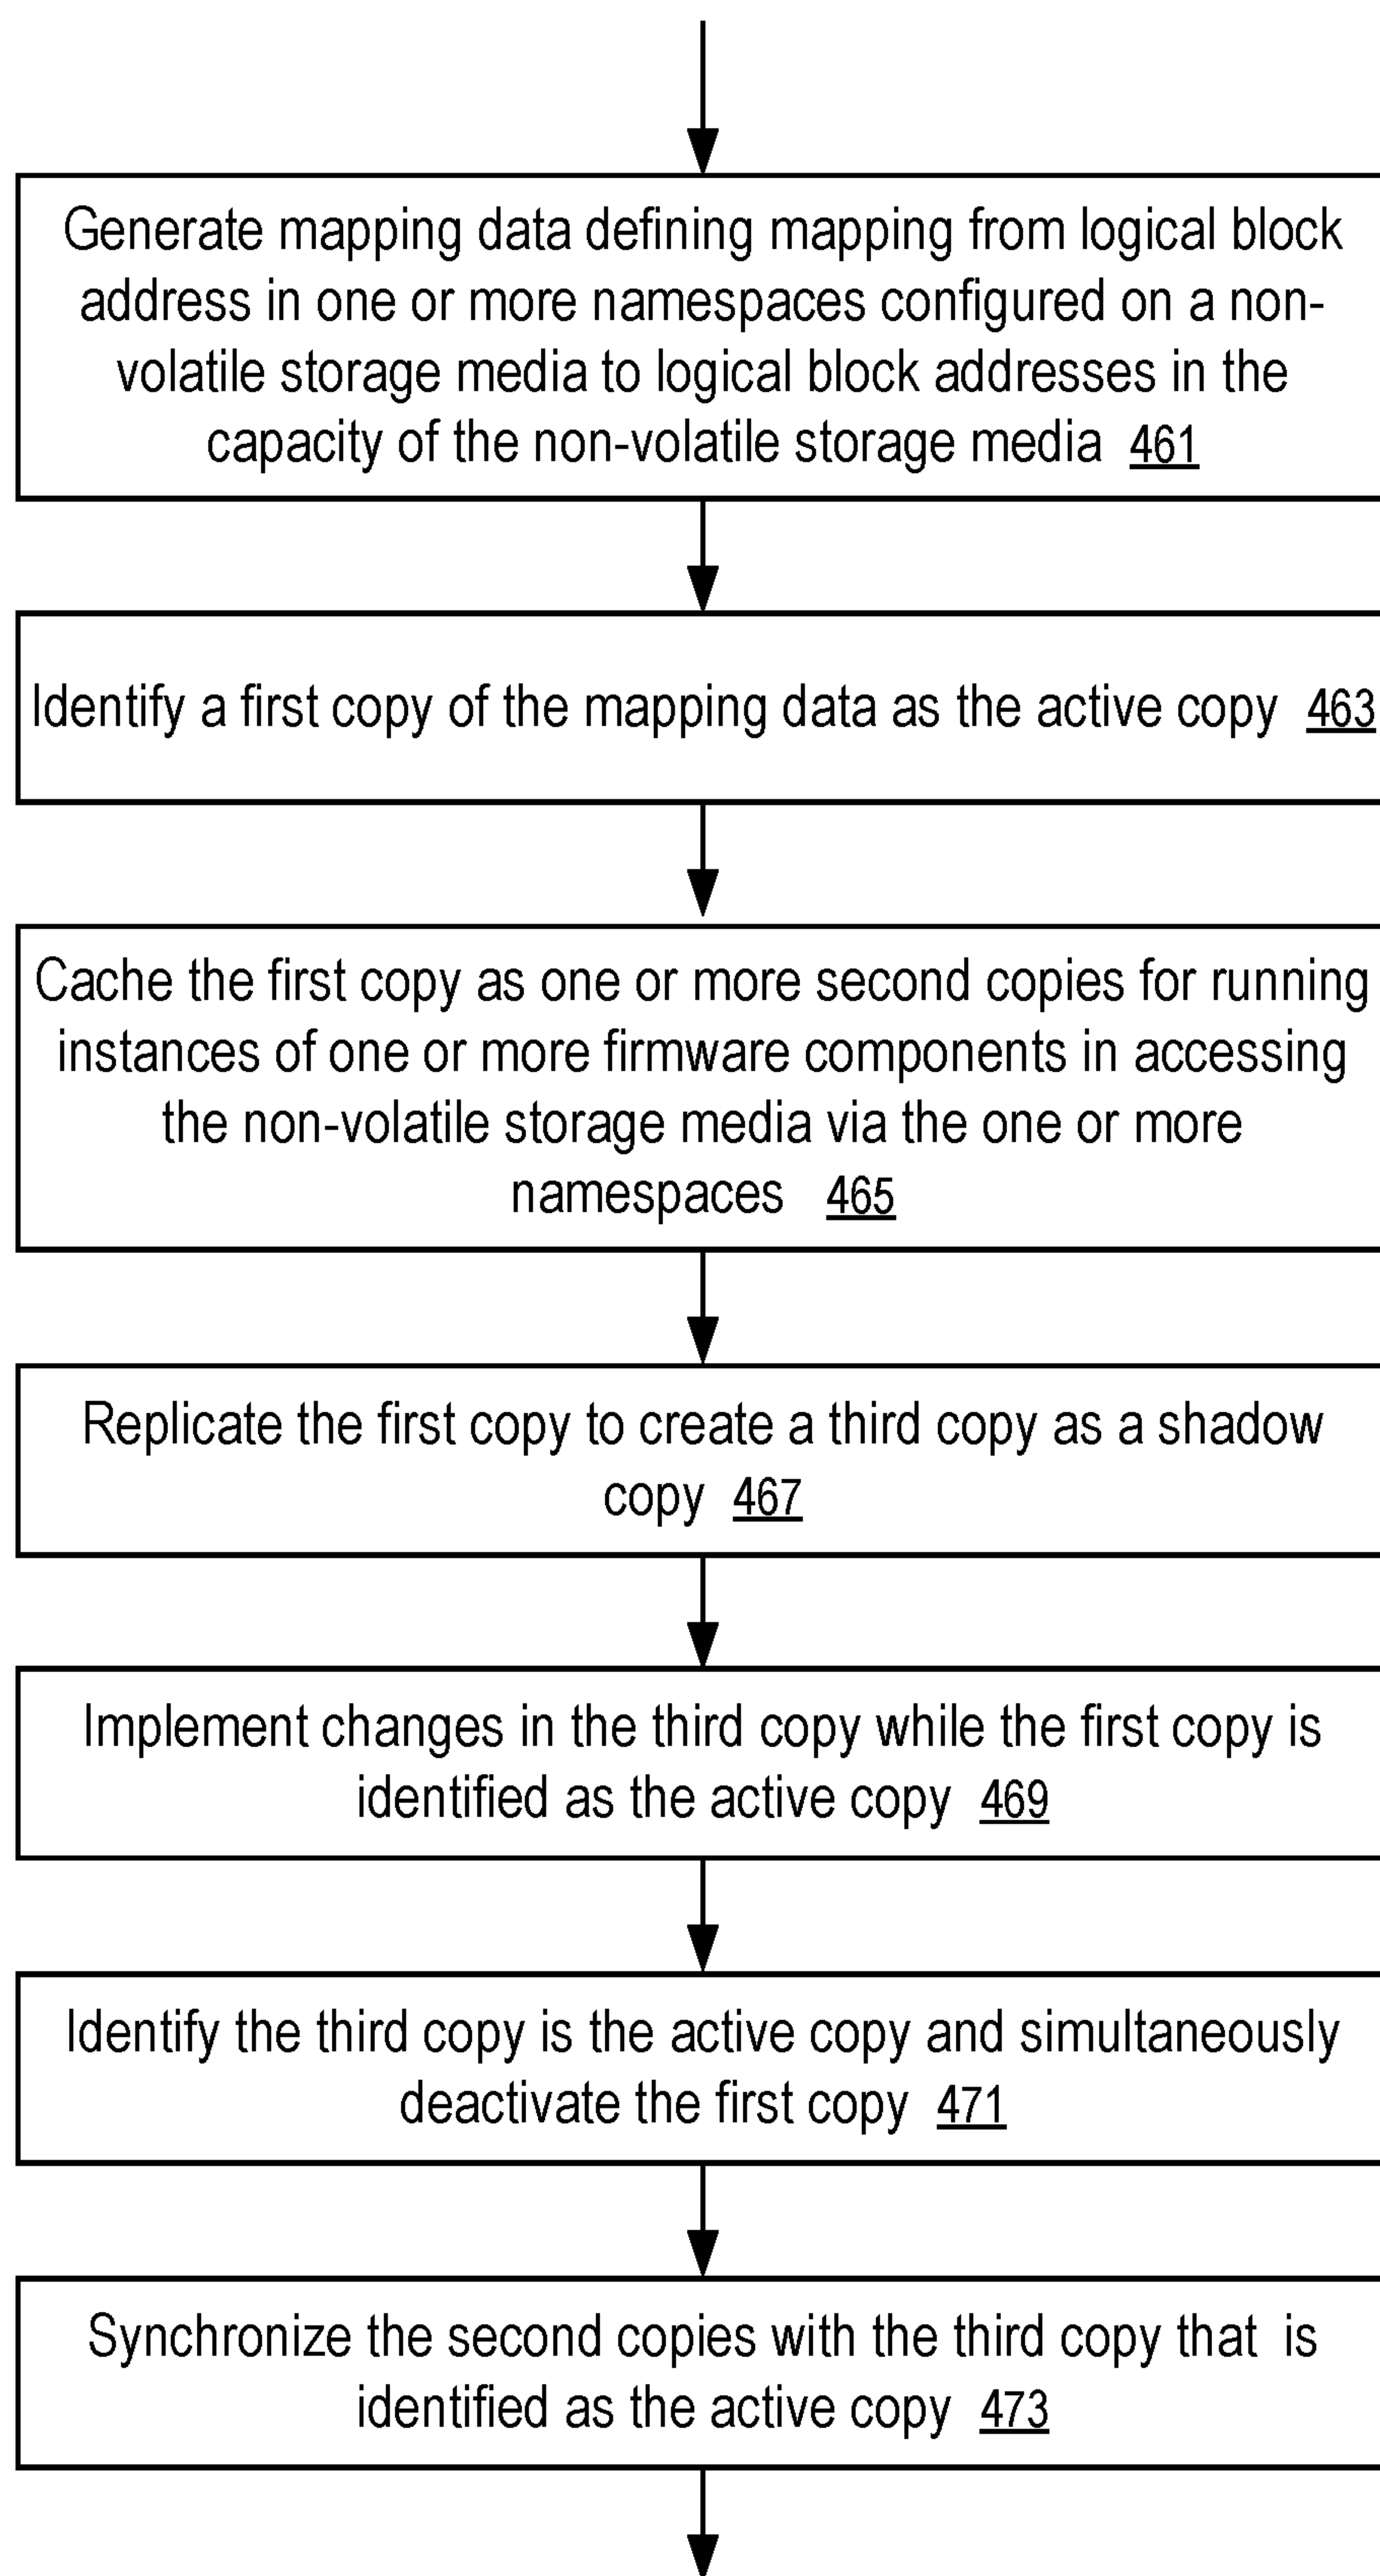 Generate mapping data defining mapping from logical block
address in one or more namespaces configured on a non-
volatile storage media to logical block addresses in the
capacity of the non-volatile storage media 461
Identify a first copy of the mapping data as the active copy 463
Cache the first copy as one or more second copies for running
instances of one or more firmware components in accessing
the non-volatile storage media via the one or more
namespaces 465
Replicate the first copy to create a third copy as a shadow
copy 467
Implement changes in the third copy while the first copy is
identified as the active copy 469
Identify the third copy is the active copy and simultaneously
deactivate the first copy 471
Synchronize the second copies with the third copy that is
identified as the active copy 473